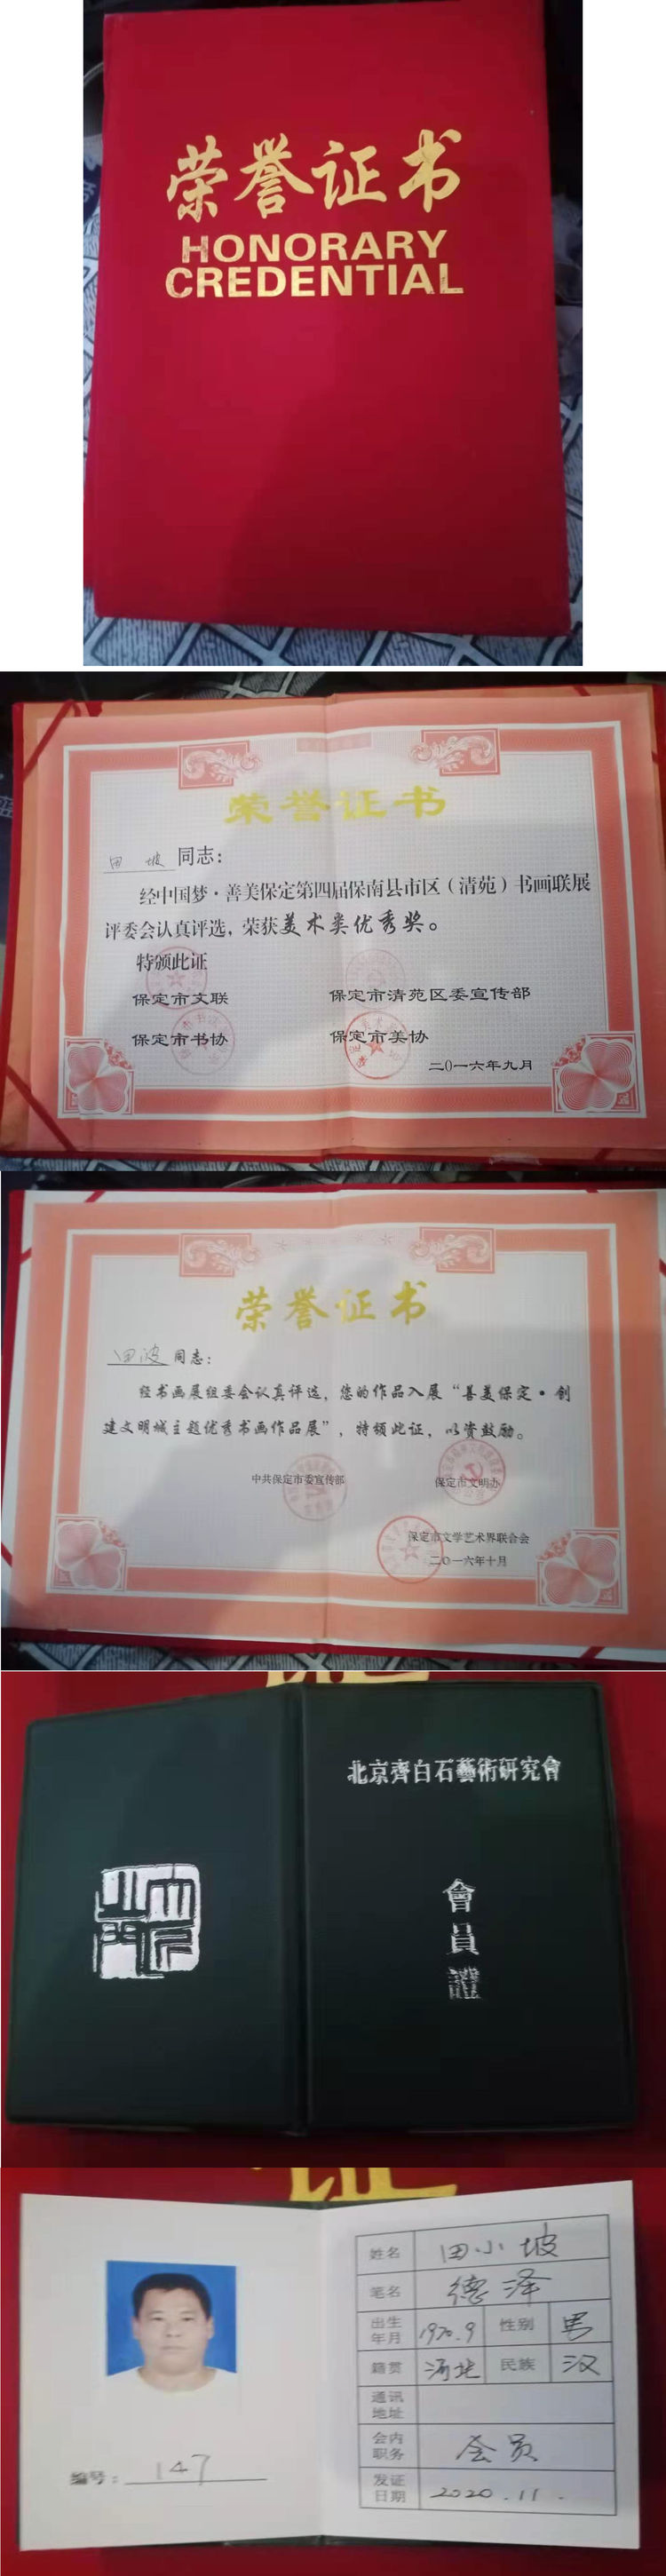 荣誉证书
HONORARY
CREDENTIAL
荣誉证书
田 坡 同志：
经中国梦·善美保定第四届保南县市区（清苑）书画联展
评委会认真评选，荣获美术类优秀奖。
特颁此证
保定市文联 保定市清苑区委宣传部
保定市书协 保定市美协
二0一六年九月
荣誉证书
田波 同志：
经书画展组委会认真评选，您的作品入展“善美保定·创
建文明城主题优秀书画作品展”，特颁此证，以资鼓励。
中共保定市委宣传部 保定市文明办
保定市文学艺术界联合会
二〇一六年十月
北京齊白石藝術研究會
會
員
證
姓名 田小坡
笔名 德泽
出生年月 1970.9 性别 男
籍贯 河北 民族 汉
通讯地址
会内职务 会员
发证日期 2020.11.
编号：147